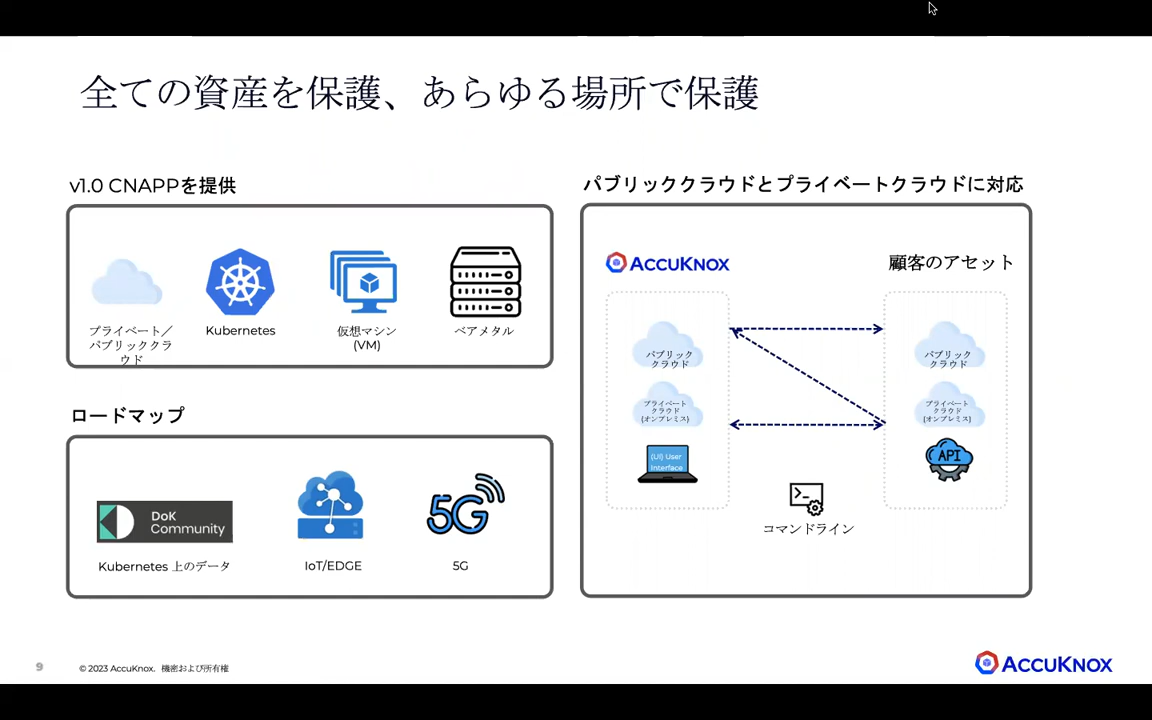 全ての資産を保護、あらゆる場所で保護
v1.0 CNAPPを提供
プライベート／
パブリッククラ
ウド
Kubernetes
仮想マシン
(VM)
ベアメタル
ロードマップ
DoK
Community
Kubernetes 上のデータ
IoT/EDGE
5G
5G
パブリッククラウドとプライベートクラウドに対応
ACCUKNOX
顧客のアセット
パブリック
クラウド
プライベート
クラウド
(オンプレミス)
(UI) User
Interface
パブリック
クラウド
プライベート
クラウド
(オンプレミス)
API
コマンドライン
9
© 2023 AccuKnox. 機密および所有権
ACCUKNOX